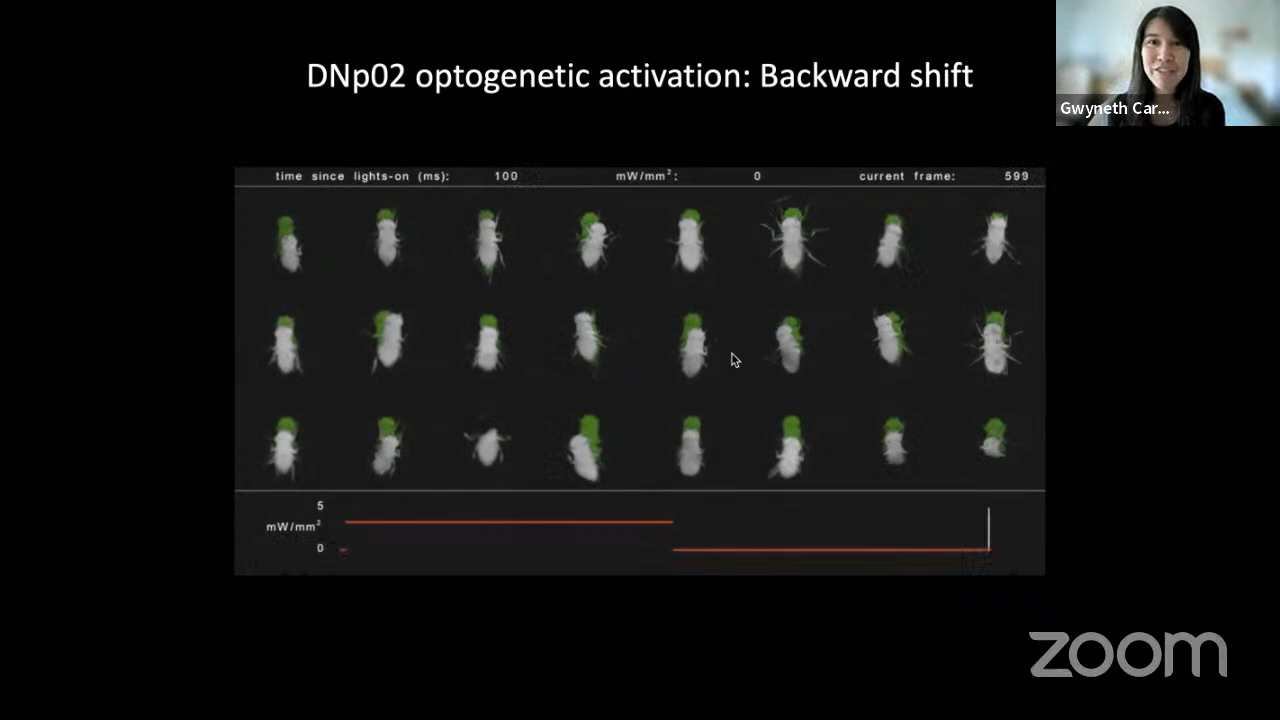 DNp02 optogenetic activation: Backward shift
Gwyneth Car...
time since lights-on (ms): 100 mW/mm²: 0 current frame: 599
5
mW/mm²
0
zoom